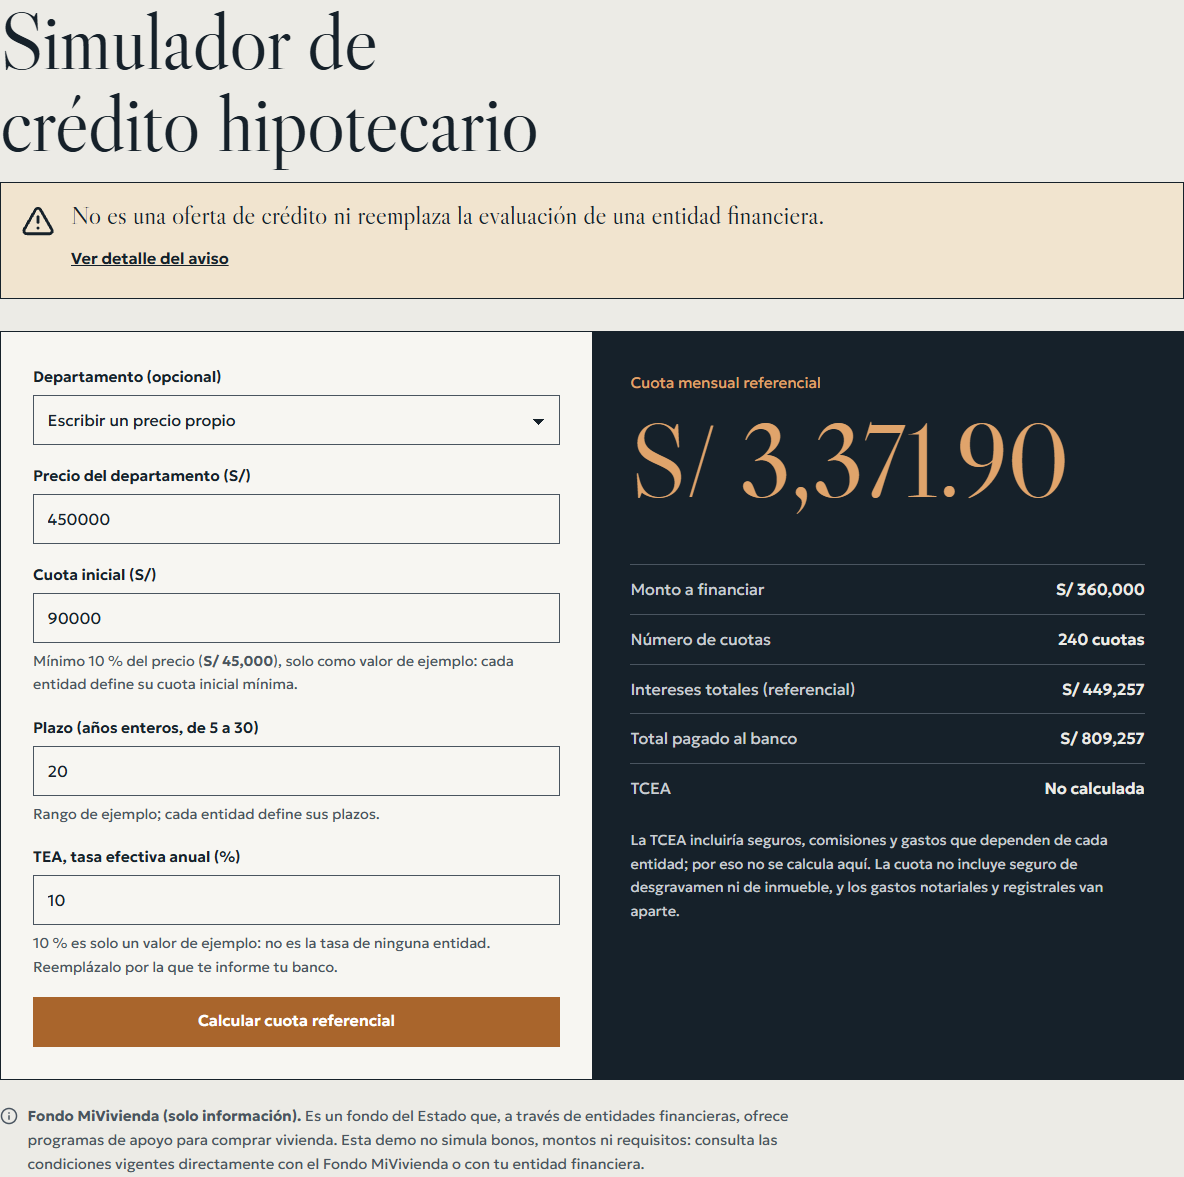 Simulador de
crédito hipotecario
No es una oferta de crédito ni reemplaza la evaluación de una entidad financiera.
Ver detalle del aviso
Departamento (opcional)
Escribir un precio propio
Precio del departamento (S/)
450000
Cuota inicial (S/)
90000
Mínimo 10 % del precio (S/ 45,000), solo como valor de ejemplo: cada
entidad define su cuota inicial mínima.
Plazo (años enteros, de 5 a 30)
20
Rango de ejemplo; cada entidad define sus plazos.
TEA, tasa efectiva anual (%)
10
10 % es solo un valor de ejemplo: no es la tasa de ninguna entidad.
Reemplázalo por la que te informe tu banco.
Calcular cuota referencial
Cuota mensual referencial
S/ 3,371.90
Monto a financiar S/ 360,000
Número de cuotas 240 cuotas
Intereses totales (referencial) S/ 449,257
Total pagado al banco S/ 809,257
TCEA No calculada
La TCEA incluiría seguros, comisiones y gastos que dependen de cada
entidad; por eso no se calcula aquí. La cuota no incluye seguro de
desgravamen ni de inmueble, y los gastos notariales y registrales van
aparte.
Fondo MiVivienda (solo información). Es un fondo del Estado que, a través de entidades financieras, ofrece
programas de apoyo para comprar vivienda. Esta demo no simula bonos, montos ni requisitos: consulta las
condiciones vigentes directamente con el Fondo MiVivienda o con tu entidad financiera.